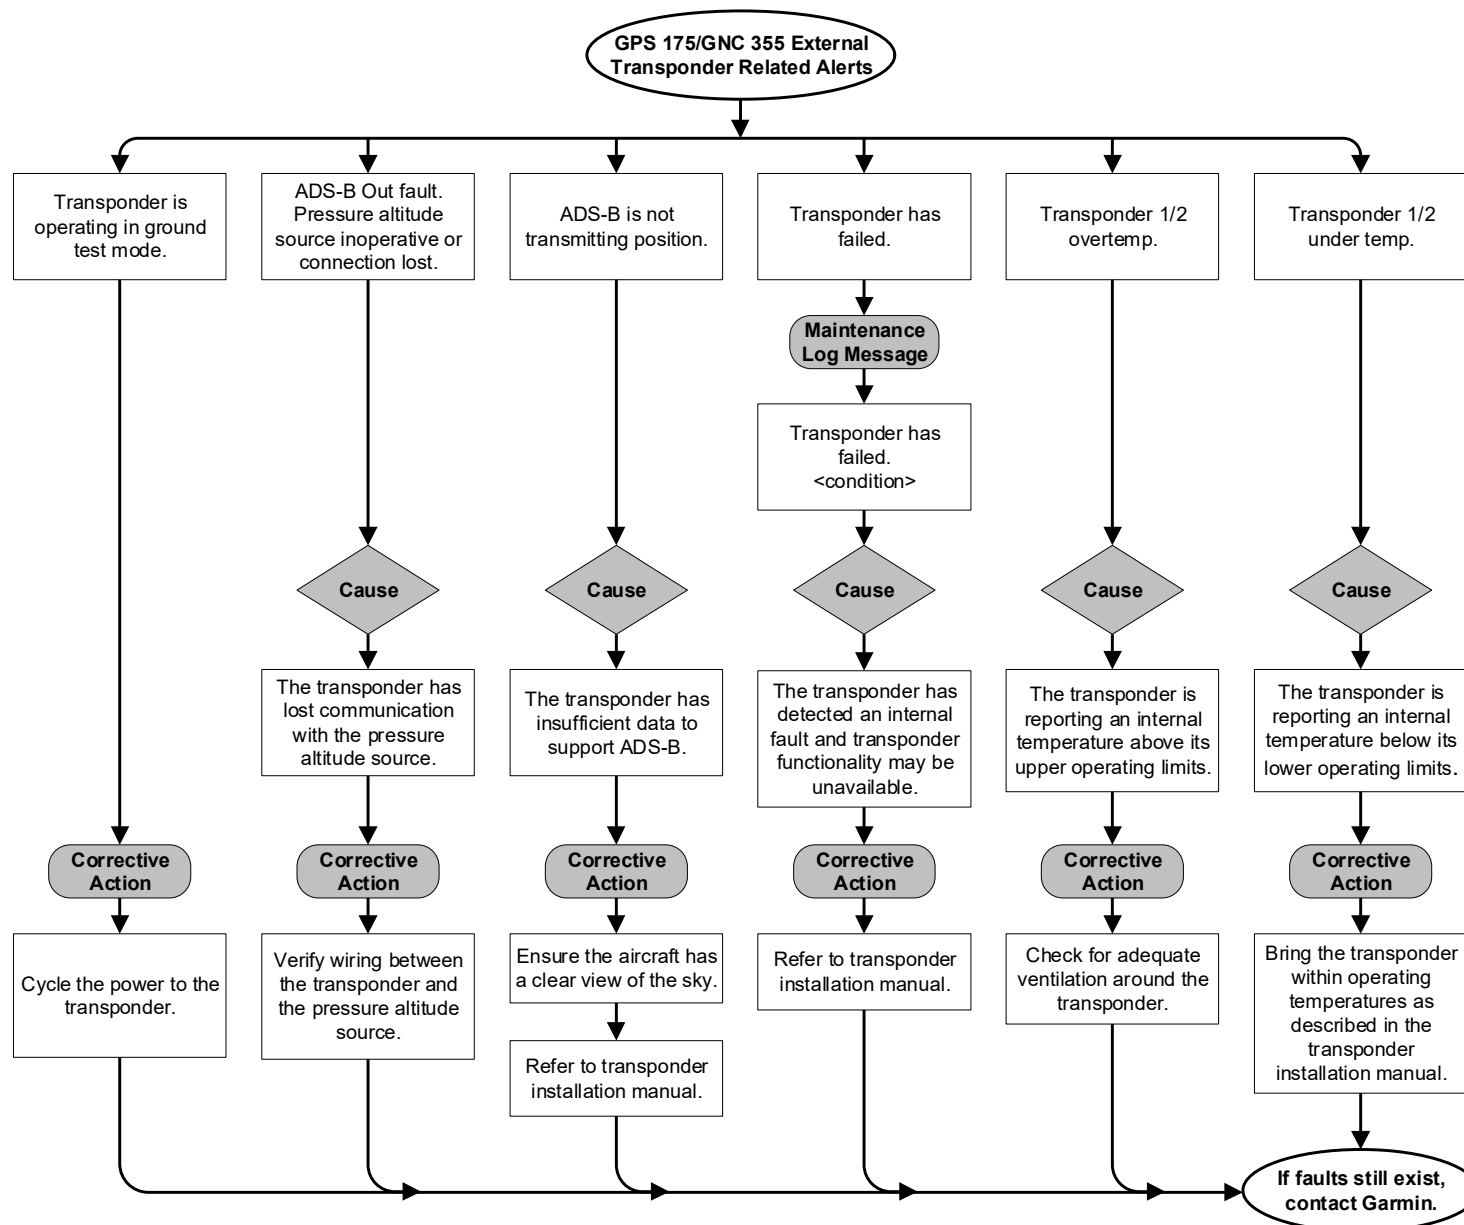 GPS 175/GNC 355 External
Transponder Related Alerts
Transponder is
operating in ground
test mode.
ADS-B Out fault.
Pressure altitude
source inoperative or
connection lost.
ADS-B is not
transmitting position.
Transponder has
failed.
Transponder 1/2
overtemp.
Transponder 1/2
under temp.
Maintenance
Log Message
Transponder has
failed.
<condition>
Cause
Cause
Cause
Cause
Cause
The transponder has
lost communication
with the pressure
altitude source.
The transponder has
insufficient data to
support ADS-B.
The transponder has
detected an internal
fault and transponder
functionality may be
unavailable.
The transponder is
reporting an internal
temperature above its
upper operating limits.
The transponder is
reporting an internal
temperature below its
lower operating limits.
Corrective
Action
Corrective
Action
Corrective
Action
Corrective
Action
Corrective
Action
Corrective
Action
Cycle the power to the
transponder.
Verify wiring between
the transponder and
the pressure altitude
source.
Ensure the aircraft has
a clear view of the sky.
Refer to transponder
installation manual.
Refer to transponder
installation manual.
Check for adequate
ventilation around the
transponder.
Bring the transponder
within operating
temperatures as
described in the
transponder
installation manual.
If faults still exist,
contact Garmin.